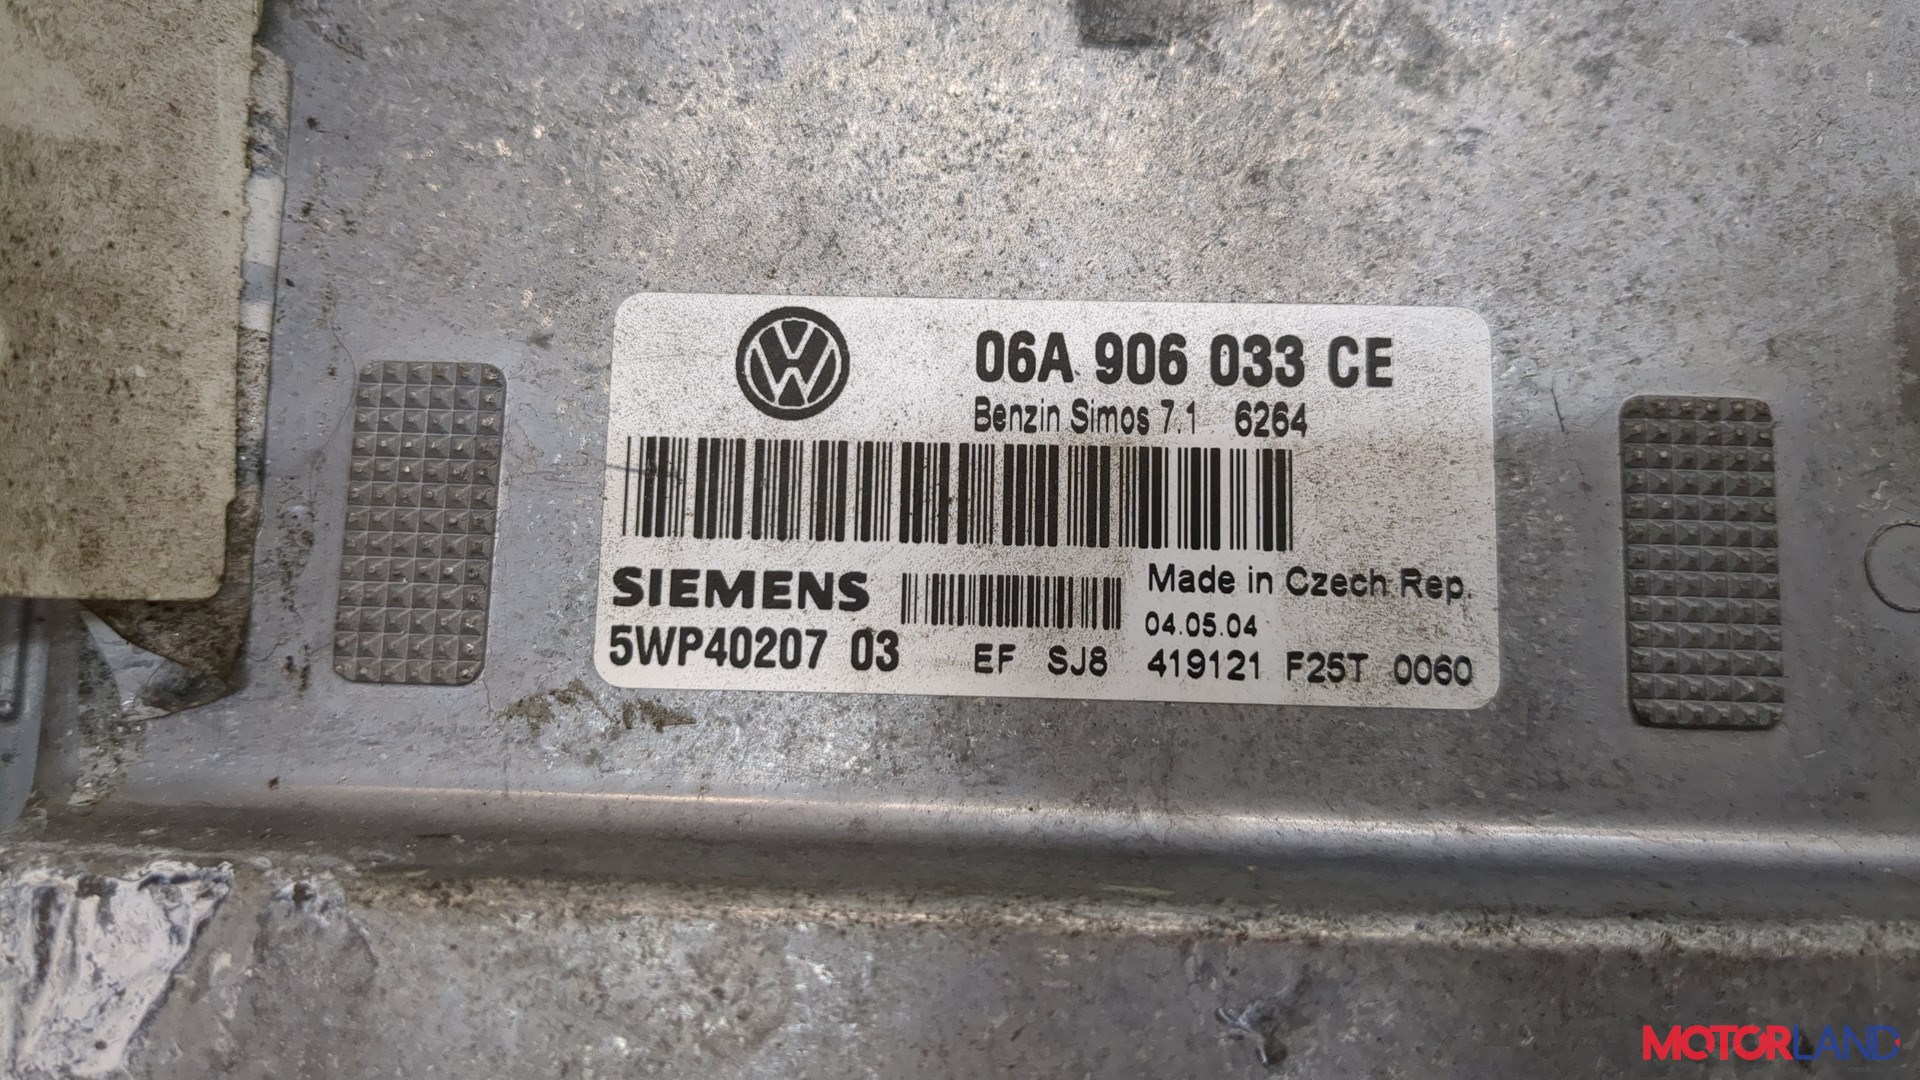 06A 906 033 CE
Benzin Simos 7.1 6264
SIEMENS
Made in Czech Rep.
04.05.04
5WP40207 03 EF SJ8 419121 F25T 0060
MOTORLAND